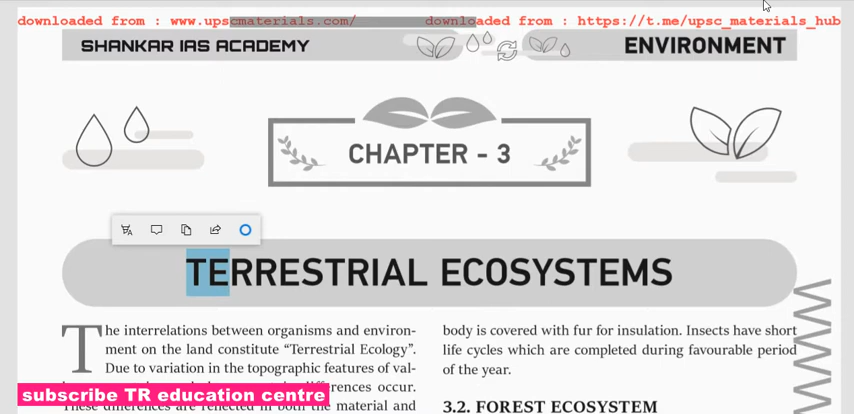 downloaded from : www.upscmaterials.com/ downloaded from : https://t.me/upsc_materials_hub
SHANKAR IAS ACADEMY
ENVIRONMENT
CHAPTER - 3
TERRESTRIAL ECOSYSTEMS
The interrelations between organisms and environ-
ment on the land constitute “Terrestrial Ecology”.
Due to variation in the topographic features of val-
differences occur.
These differences are reflected in both the material and
body is covered with fur for insulation. Insects have short
life cycles which are completed during favourable period
of the year.
3.2. FOREST ECOSYSTEM
subscribe TR education centre